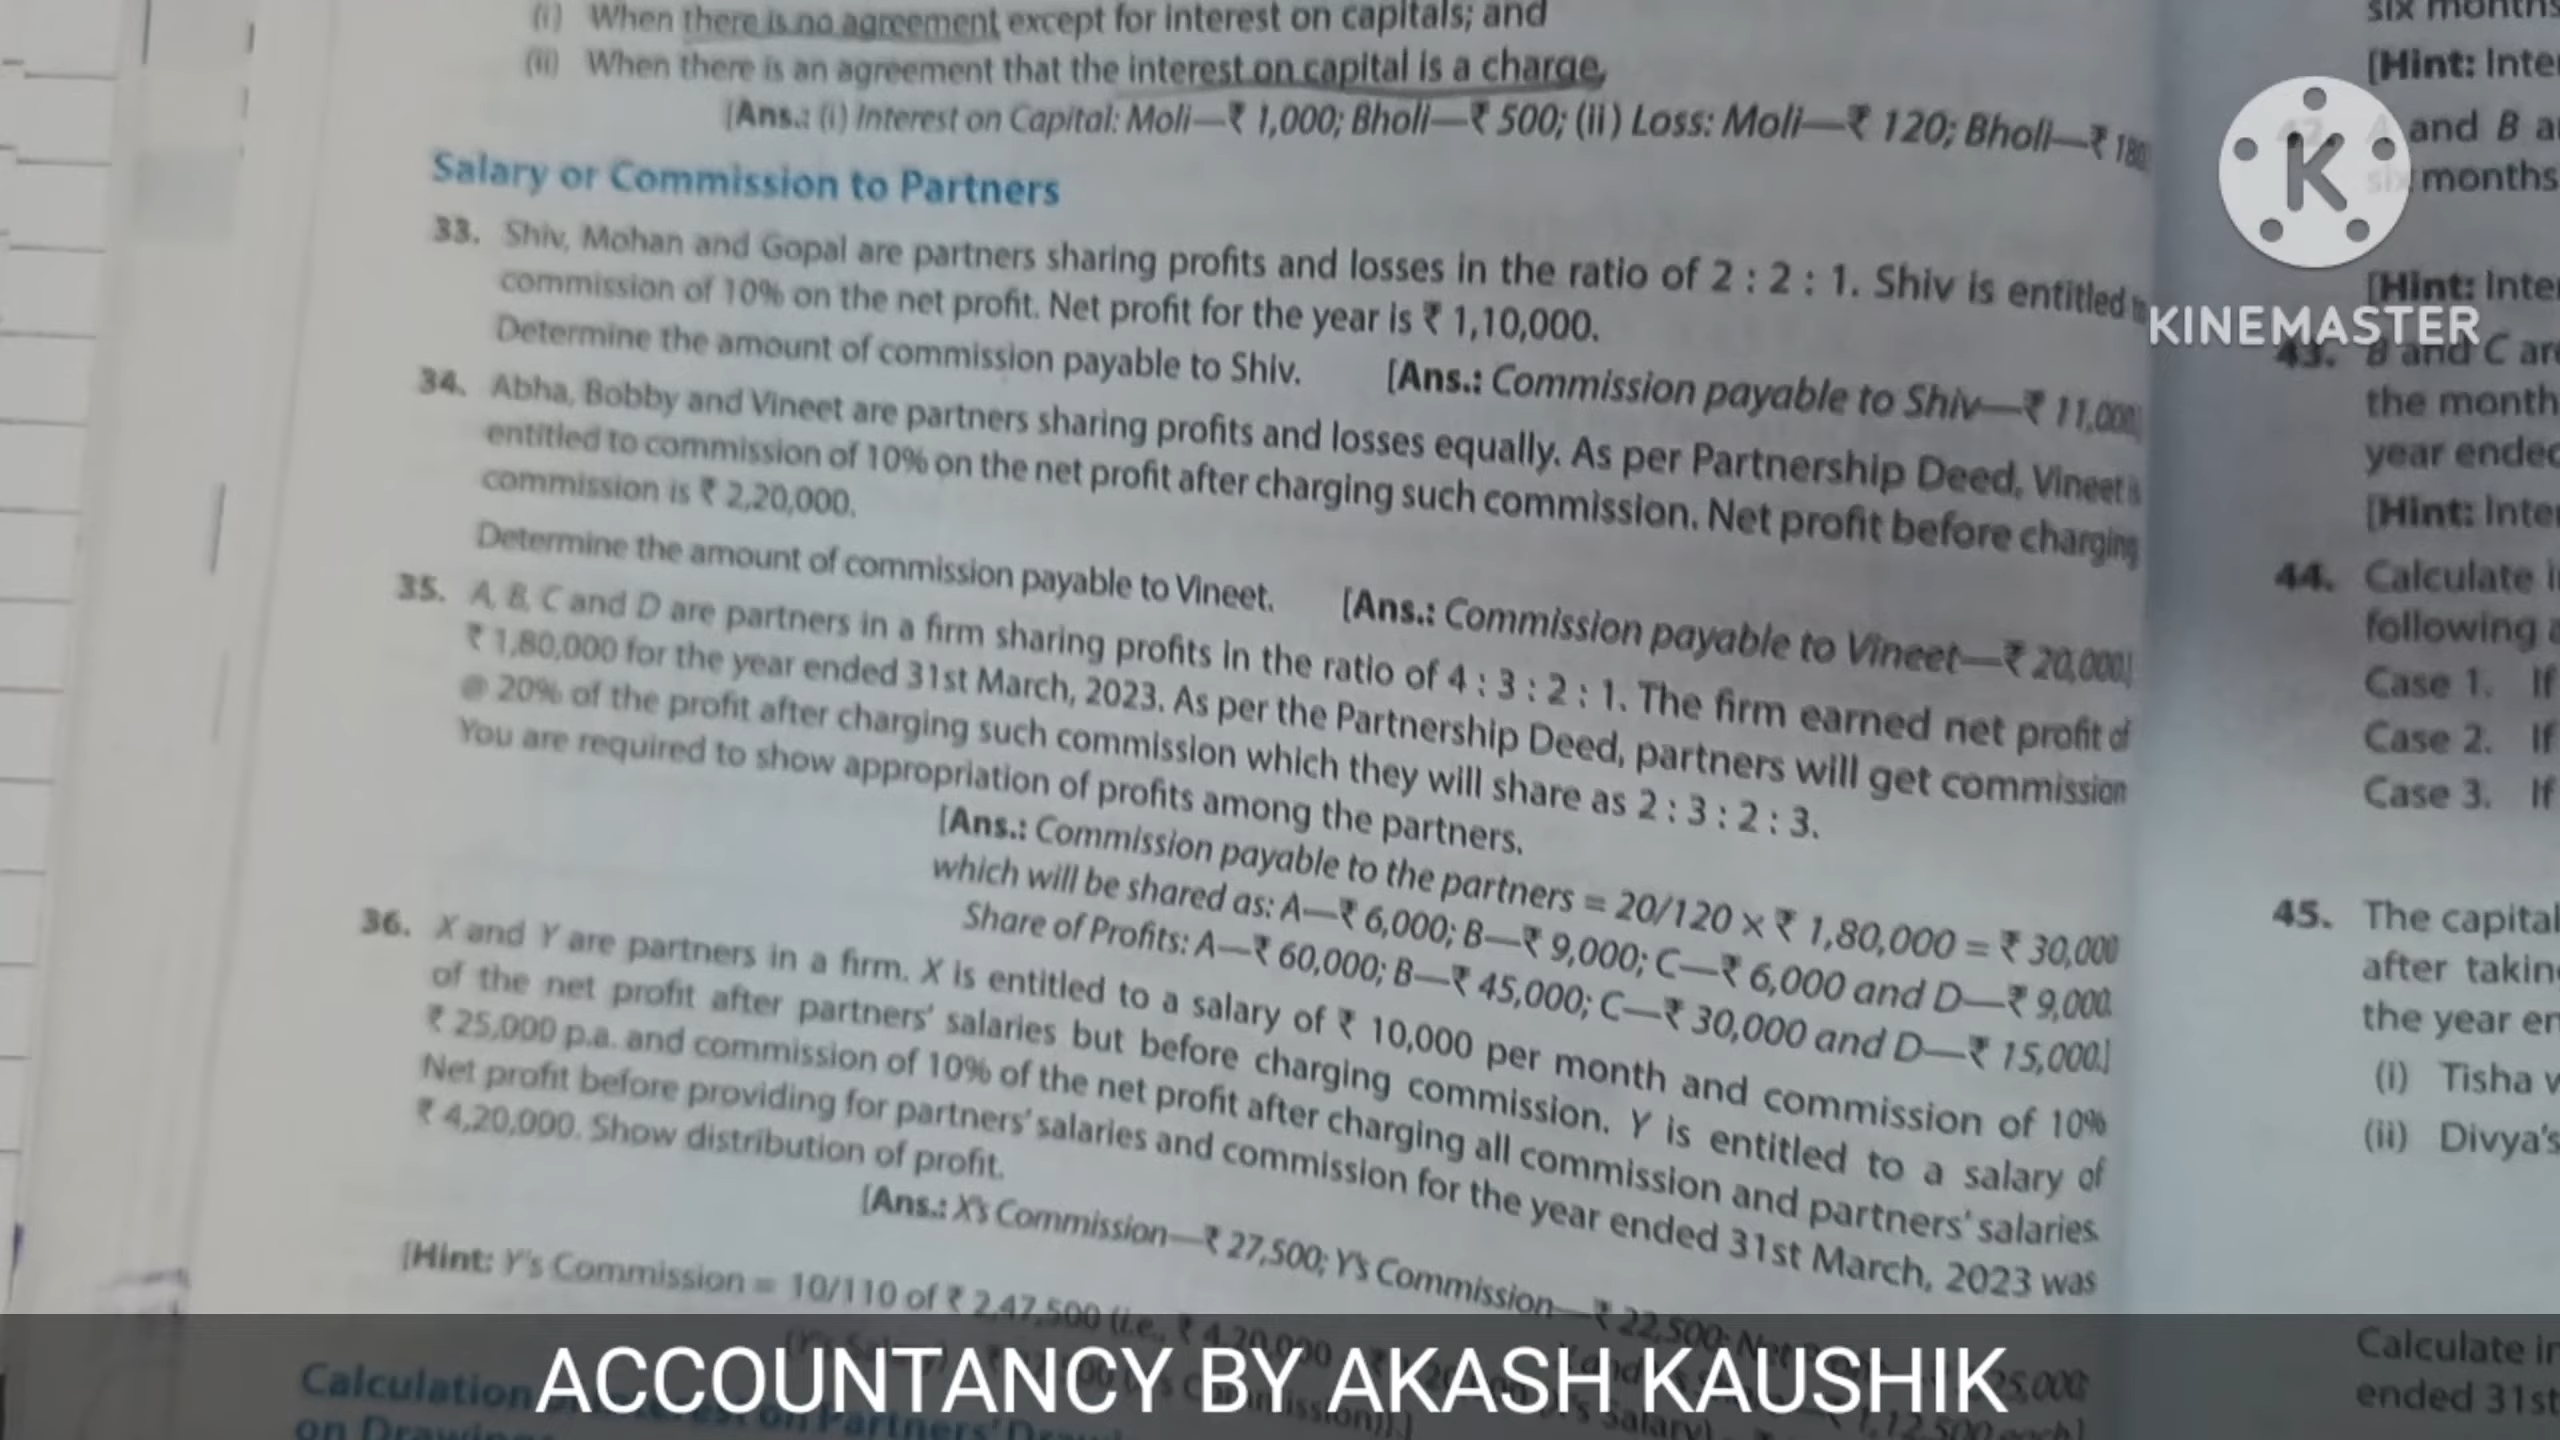 (i) When there is no agreement except for interest on capitals; and
(ii) When there is an agreement that the interest on capital is a charge.
[Ans.: (i) Interest on Capital: Moli—₹ 1,000; Bholi—₹ 500; (ii) Loss: Moli—₹ 120; Bholi—₹ 180
Salary or Commission to Partners
33. Shiv, Mohan and Gopal are partners sharing profits and losses in the ratio of 2 : 2 : 1. Shiv is entitled to
commission of 10% on the net profit. Net profit for the year is ₹ 1,10,000.
Determine the amount of commission payable to Shiv. [Ans.: Commission payable to Shiv—₹ 11,000.]
34. Abha, Bobby and Vineet are partners sharing profits and losses equally. As per Partnership Deed, Vineet is
entitled to commission of 10% on the net profit after charging such commission. Net profit before charging
commission is ₹ 2,20,000.
Determine the amount of commission payable to Vineet. [Ans.: Commission payable to Vineet—₹ 20,000.]
35. A, B, C and D are partners in a firm sharing profits in the ratio of 4 : 3 : 2 : 1. The firm earned net profit of
₹ 1,80,000 for the year ended 31st March, 2023. As per the Partnership Deed, partners will get commission
@ 20% of the profit after charging such commission which they will share as 2 : 3 : 2 : 3.
You are required to show appropriation of profits among the partners.
[Ans.: Commission payable to the partners = 20/120 × ₹ 1,80,000 = ₹ 30,000
which will be shared as: A—₹ 6,000; B—₹ 9,000; C—₹ 6,000 and D—₹ 9,000.
Share of Profits: A—₹ 60,000; B—₹ 45,000; C—₹ 30,000 and D—₹ 15,000.]
36. X and Y are partners in a firm. X is entitled to a salary of ₹ 10,000 per month and commission of 10%
of the net profit after partners' salaries but before charging commission. Y is entitled to a salary of
₹ 25,000 p.a. and commission of 10% of the net profit after charging all commission and partners' salaries.
Net profit before providing for partners' salaries and commission for the year ended 31st March, 2023 was
₹ 4,20,000. Show distribution of profit.
[Ans.: X's Commission—₹ 27,500; Y's Commission—₹ 22,500;
[Hint: Y's Commission = 10/110 of ₹ 2,47,500 (i.e., ₹ 4,20,000
Calculation
on
six months
[Hint:
and B
six months
[Hint:
43. B and C are
the month
year ended
[Hint:
44. Calculate
following
Case 1. If
Case 2. If
Case 3. If
45. The capital
after taking
the year
(i) Tisha
(ii) Divya's
Calculate
ended 31st
K
KINEMASTER
ACCOUNTANCY BY AKASH KAUSHIK